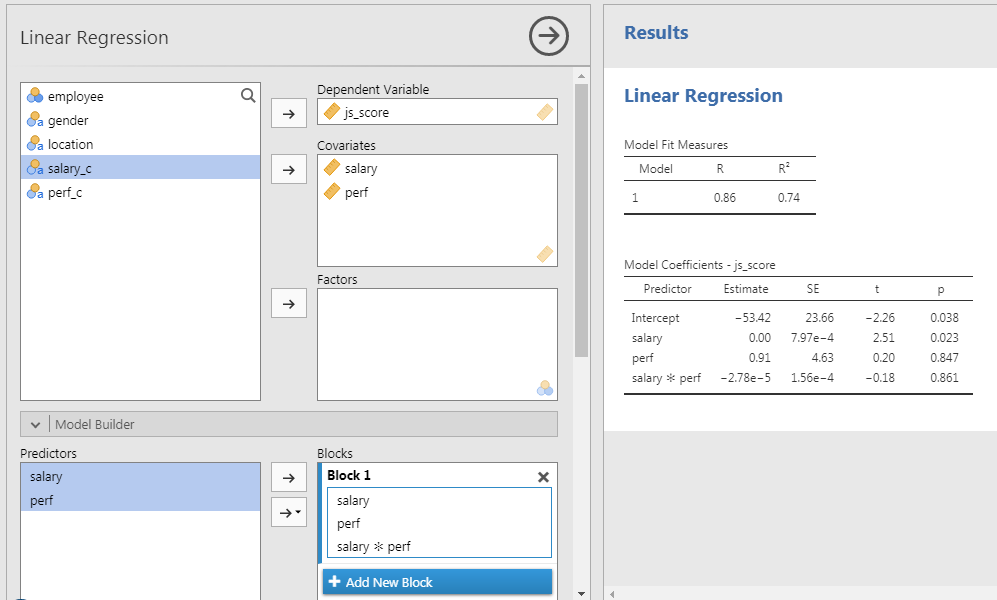 Linear Regression
employee
gender
location
salary_c
perf_c
Dependent Variable
js_score
Covariates
salary
perf
Factors
Model Builder
Predictors
salary
perf
Blocks
Block 1
salary
perf
salary ✻ perf
Add New Block
Results
Linear Regression
Model Fit Measures
Model R R²
1 0.86 0.74
Model Coefficients - js_score
Predictor Estimate SE t p
Intercept −53.42 23.66 −2.26 0.038
salary 0.00 7.97e−4 2.51 0.023
perf 0.91 4.63 0.20 0.847
salary ✻ perf −2.78e−5 1.56e−4 −0.18 0.861